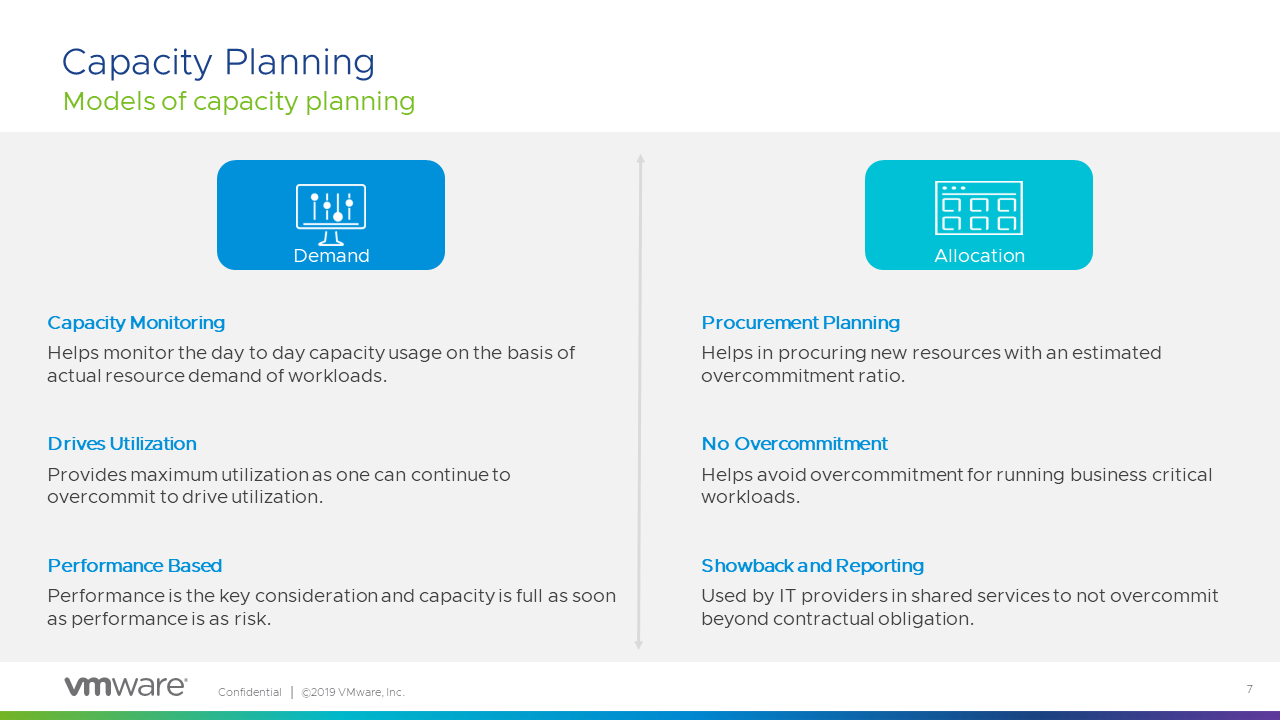 Capacity Planning
Models of capacity planning
Demand
Capacity Monitoring
Helps monitor the day to day capacity usage on the basis of
actual resource demand of workloads.
Drives Utilization
Provides maximum utilization as one can continue to
overcommit to drive utilization.
Performance Based
Performance is the key consideration and capacity is full as soon
as performance is as risk.
Allocation
Procurement Planning
Helps in procuring new resources with an estimated
overcommitment ratio.
No Overcommitment
Helps avoid overcommitment for running business critical
workloads.
Showback and Reporting
Used by IT providers in shared services to not overcommit
beyond contractual obligation.
vmware®
Confidential | ©2019 VMware, Inc.
7